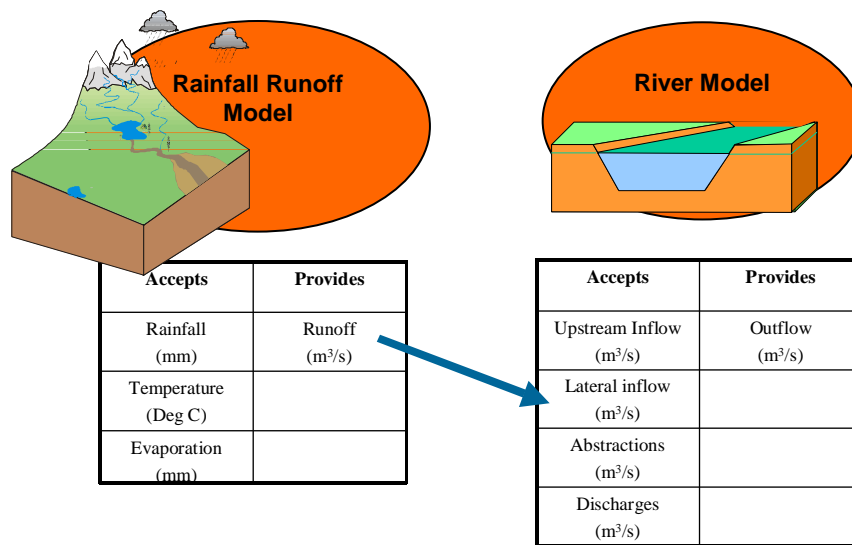 Rainfall Runoff
Model
Accepts
Provides
Rainfall
(mm)
Runoff
(m³/s)
Temperature
(Deg C)
Evaporation
(mm)
River Model
Accepts
Provides
Upstream Inflow
(m³/s)
Outflow
(m³/s)
Lateral inflow
(m³/s)
Abstractions
(m³/s)
Discharges
(m³/s)